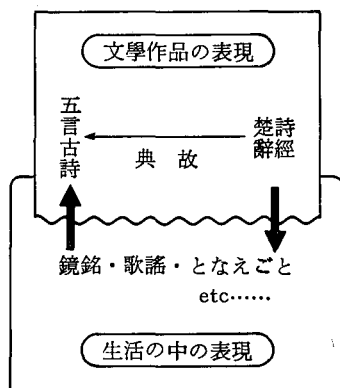 文學作品の表現
五言古詩
典故
詩經
楚辭
鏡銘・歌謠・となえごと
etc……
生活の中の表現